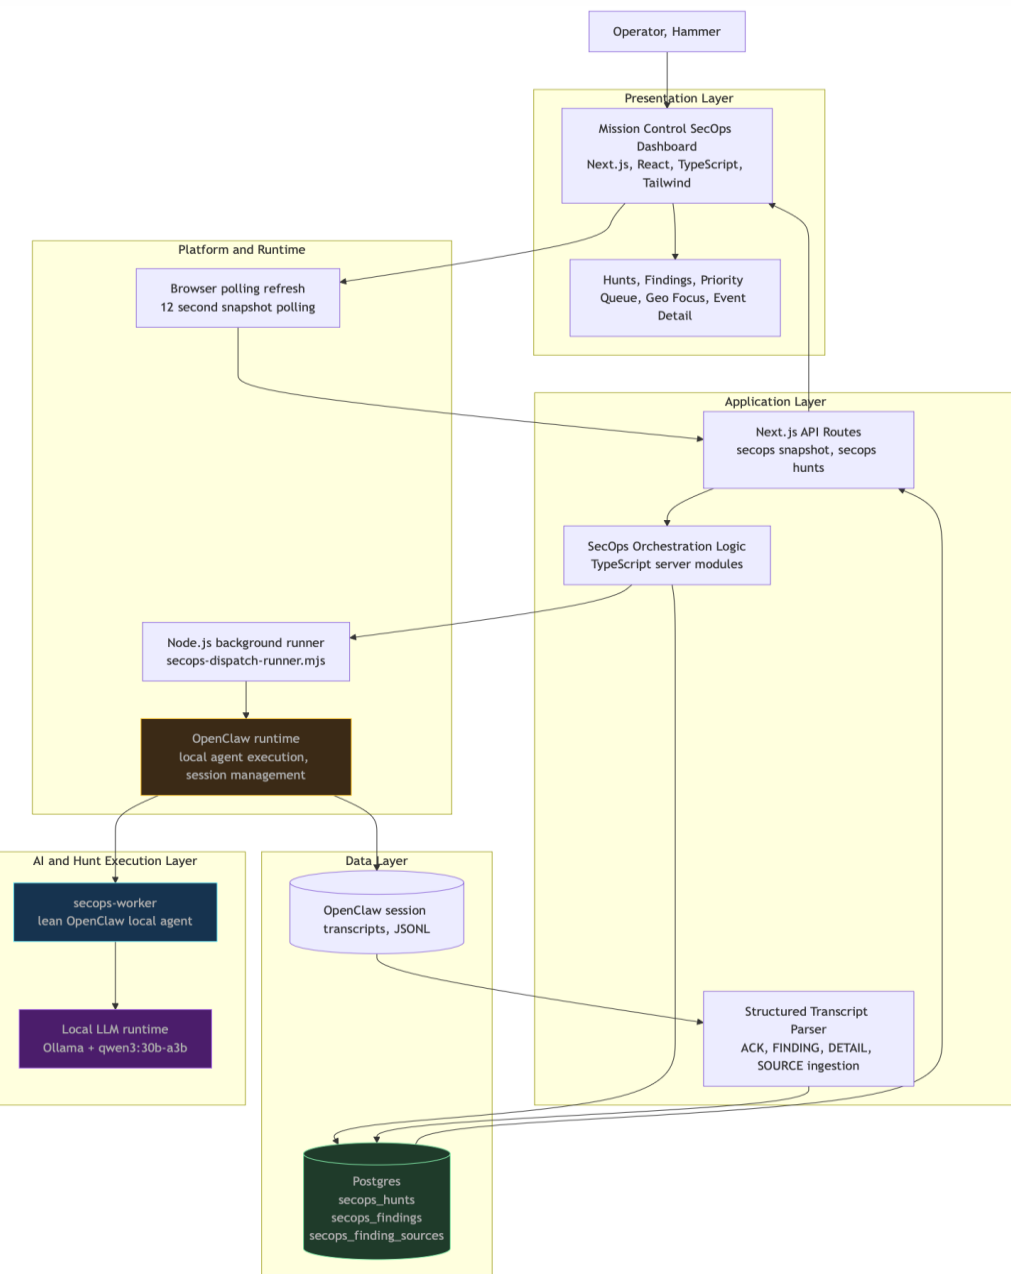 Operator, Hammer
Presentation Layer
Mission Control SecOps
Dashboard
Next.js, React, TypeScript,
Tailwind
Platform and Runtime
Browser polling refresh
12 second snapshot polling
Hunts, Findings, Priority
Queue, Geo Focus, Event
Detail
Application Layer
Next.js API Routes
secops snapshot, secops
hunts
SecOps Orchestration Logic
TypeScript server modules
Node.js background runner
secops-dispatch-runner.mjs
OpenClaw runtime
local agent execution,
session management
AI and Hunt Execution Layer
secops-worker
lean OpenClaw local agent
Local LLM runtime
Ollama + qwen3:30b-a3b
Data Layer
OpenClaw session
transcripts, JSONL
Structured Transcript
Parser
ACK, FINDING, DETAIL,
SOURCE ingestion
Postgres
secops_hunts
secops_findings
secops_finding_sources